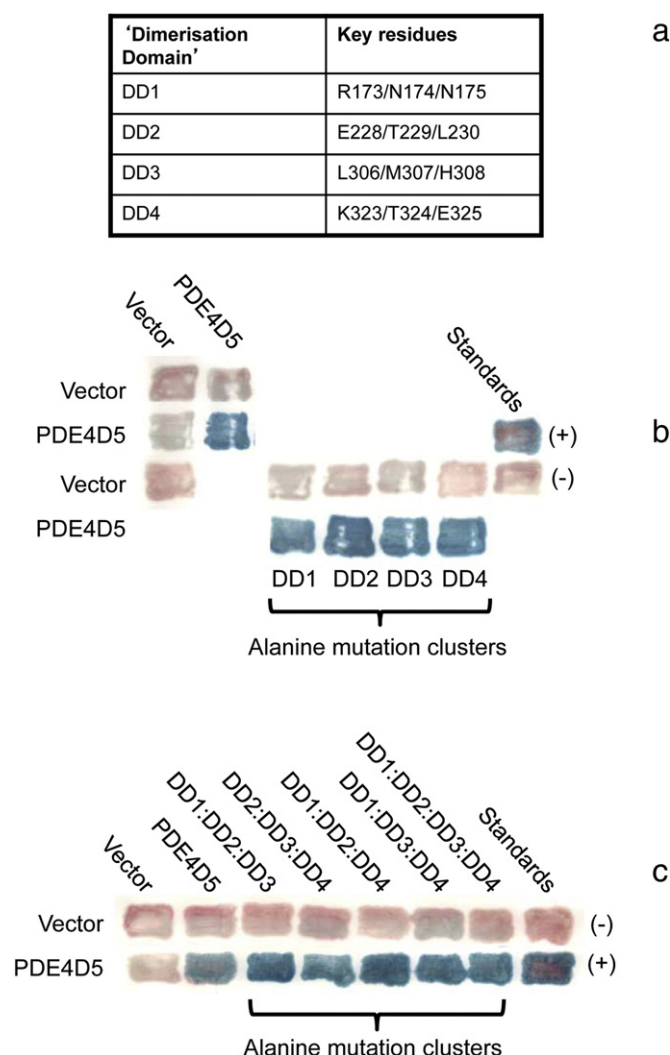 a
'Dimerisation Domain' Key residues
DD1 R173/N174/N175
DD2 E228/T229/L230
DD3 L306/M307/H308
DD4 K323/T324/E325
b
Vector PDE4D5 Standards
Vector
PDE4D5 (+)
Vector (-)
PDE4D5
DD1 DD2 DD3 DD4
Alanine mutation clusters
c
Vector PDE4D5 DD1:DD2:DD3 DD2:DD3:DD4 DD1:DD2:DD4 DD1:DD3:DD4 DD1:DD2:DD3:DD4 Standards
Vector (-)
PDE4D5 (+)
Alanine mutation clusters